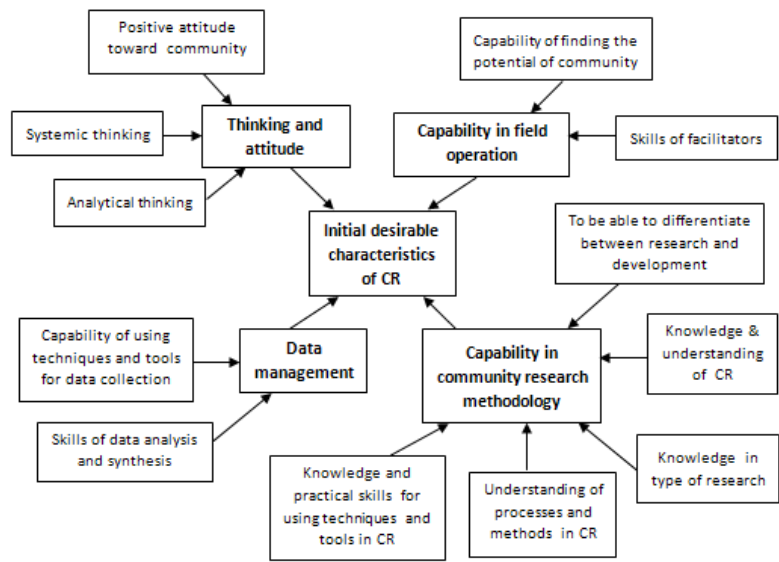 Positive attitude
toward community
Capability of finding the
potential of community
Systemic thinking
Thinking and
attitude
Capability in field
operation
Skills of facilitators
Analytical thinking
Initial desirable
characteristics
of CR
To be able to differentiate
between research and
development
Capability of using
techniques and tools
for data collection
Data
management
Capability in
community research
methodology
Knowledge &
understanding
of CR
Skills of data analysis
and synthesis
Knowledge and
practical skills for
using techniques and
tools in CR
Understanding of
processes and
methods in CR
Knowledge in
type of research